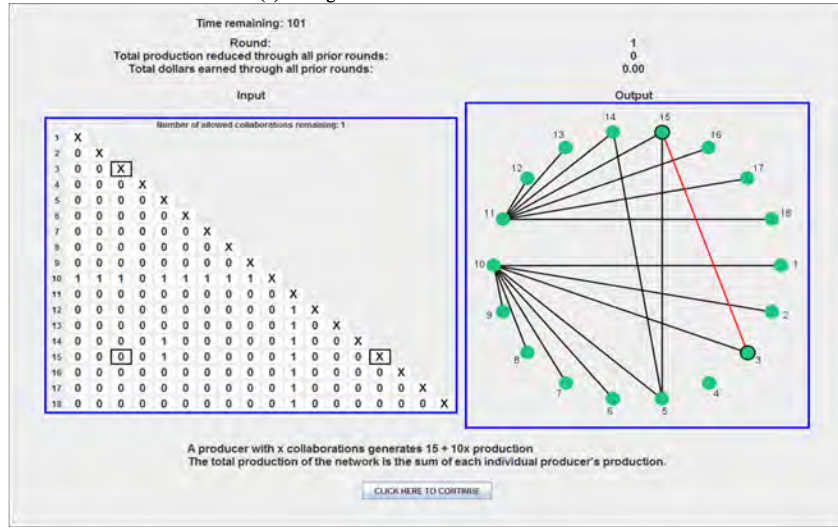 Time remaining: 101
Round: 1
Total production reduced through all prior rounds: 0
Total dollars earned through all prior rounds: 0.00
Input Output
Number of allowed collaborations remaining: 1
1 X
2 0 X
3 0 0 X
4 0 0 0 X
5 0 0 0 0 X
6 0 0 0 0 0 X
7 0 0 0 0 0 0 X
8 0 0 0 0 0 0 0 X
9 0 0 0 0 0 0 0 0 X
10 1 1 1 0 1 1 1 1 1 X
11 0 0 0 0 0 0 0 0 0 0 X
12 0 0 0 0 0 0 0 0 0 0 1 X
13 0 0 0 0 0 0 0 0 0 0 1 0 X
14 0 0 0 0 1 0 0 0 0 0 1 0 0 X
15 0 0 0 0 1 0 0 0 0 0 1 0 0 0 X
16 0 0 0 0 0 0 0 0 0 0 1 0 0 0 0 X
17 0 0 0 0 0 0 0 0 0 0 1 0 0 0 0 0 X
18 0 0 0 0 0 0 0 0 0 0 1 0 0 0 0 0 0 X
14 15
13 16
12 17
11 18
10 1
9 2
8 3
7 4
6 5
A producer with x collaborations generates 15 + 10x production
The total production of the network is the sum of each individual producer's production.
CLICK HERE TO CONTINUE